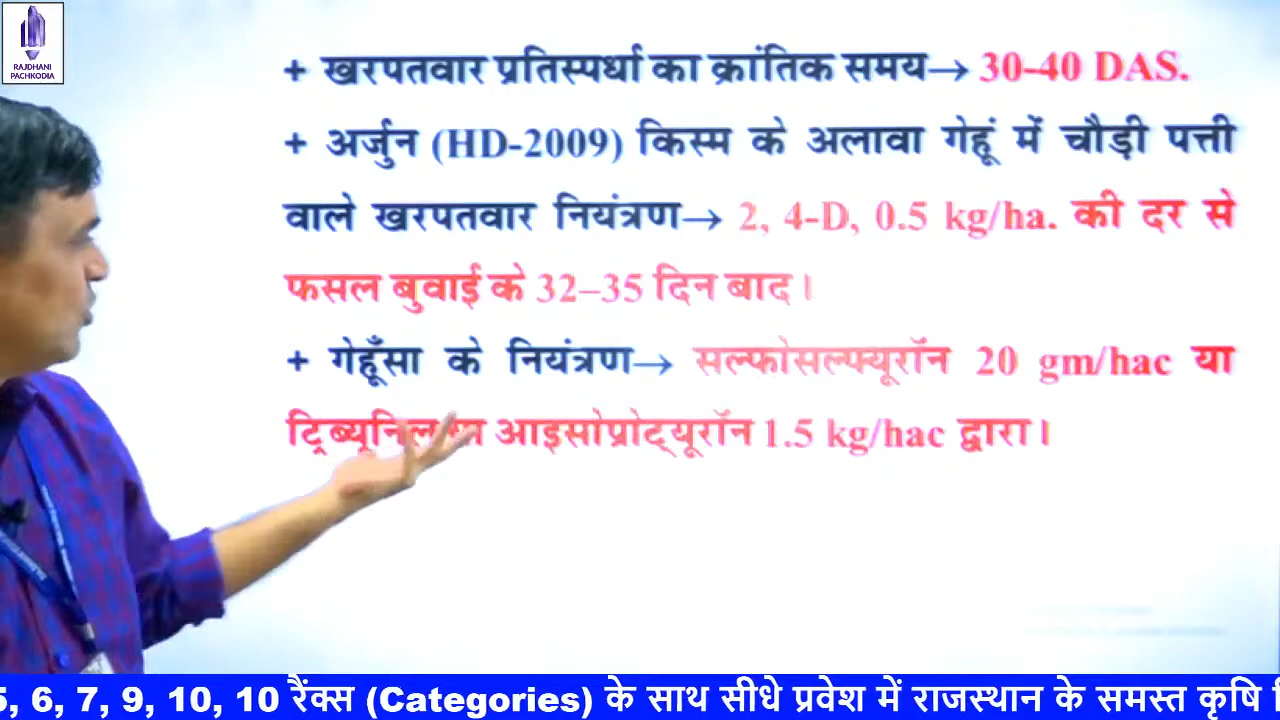 RAJDHANI
PACHKODIA
+ खरपतवार प्रतिस्पर्धा का क्रांतिक समय→ 30-40 DAS.
+ अर्जुन (HD-2009) किस्म के अलावा गेहूं में चौड़ी पत्ती
वाले खरपतवार नियंत्रण→ 2, 4-D, 0.5 kg/ha. की दर से
फसल बुवाई के 32–35 दिन बाद।
+ गेहूँसा के नियंत्रण→ सल्फोसल्फ्यूरॉन 20 gm/hac या
ट्रिब्यूनिल आइसोप्रोट्यूरॉन 1.5 kg/hac द्वारा।
5, 6, 7, 9, 10, 10 रैंक्स (Categories) के साथ सीधे प्रवेश में राजस्थान के समस्त कृषि